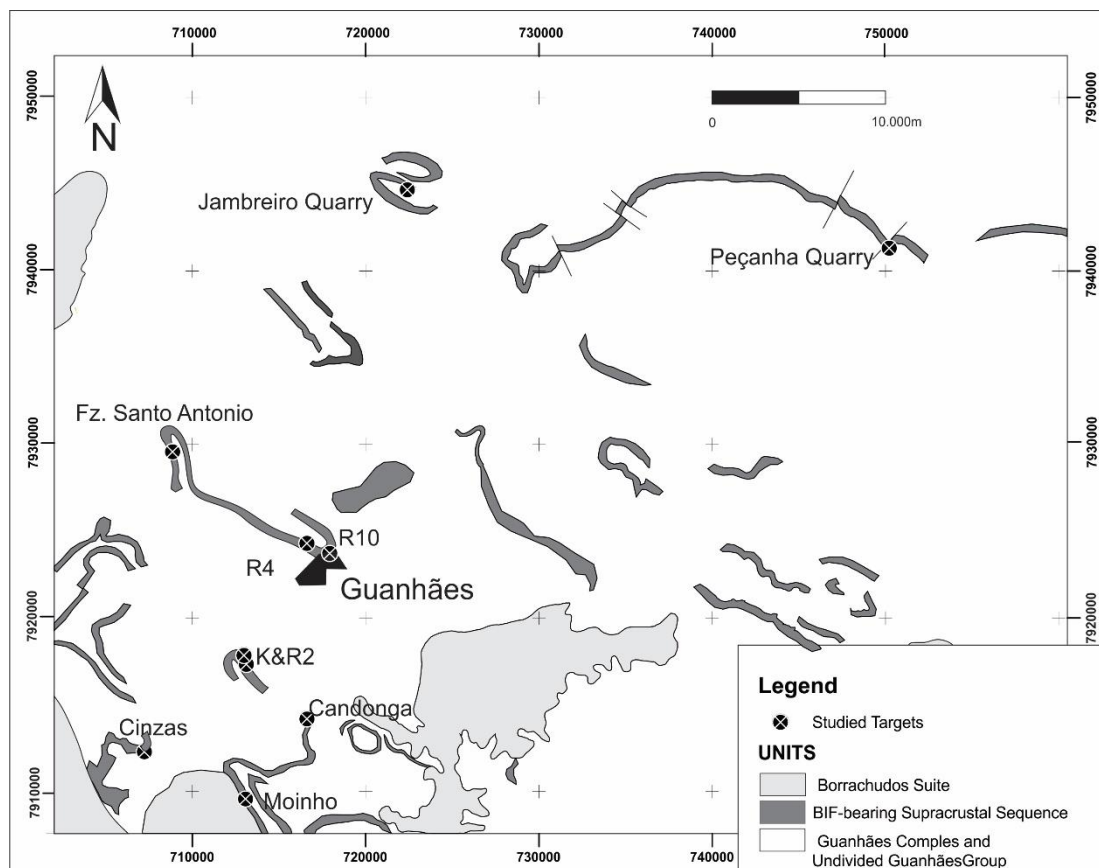 710000 720000 730000 740000 750000
7950000 7950000
N
0 10.000m
Jambreiro Quarry
Peçanha Quarry
7940000 7940000
Fz. Santo Antonio
7930000 7930000
R10
R4
Guanhães
7920000 7920000
K&R2
Candonga
Cinzas
Moinho
7910000
Legend
Studied Targets
UNITS
Borrachudos Suite
BIF-bearing Supracrustal Sequence
Guanhães Comples and
Undivided GuanhãesGroup
710000 720000 730000 740000